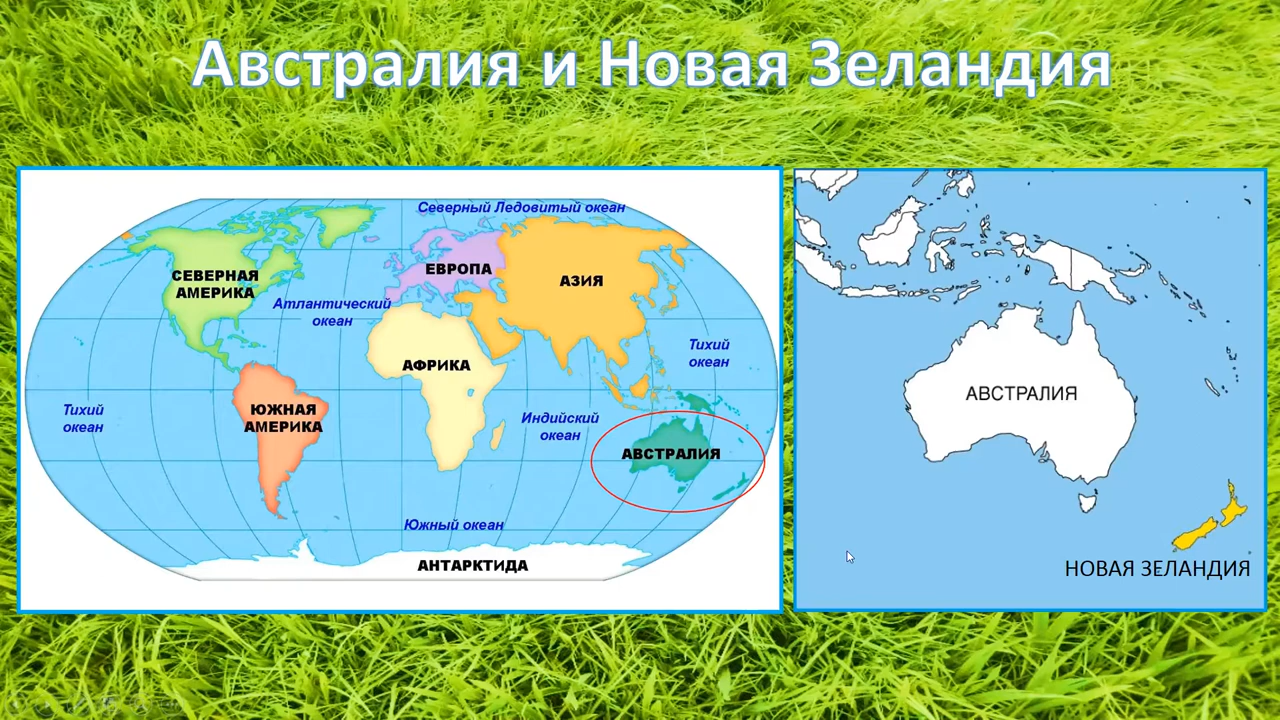 Австралия и Новая Зеландия
Северный Ледовитый океан
СЕВЕРНАЯ
АМЕРИКА
ЕВРОПА
АЗИЯ
Атлантический
океан
Тихий
океан
АФРИКА
Тихий
океан
ЮЖНАЯ
АМЕРИКА
Индийский
океан
АВСТРАЛИЯ
Южный океан
АНТАРКТИДА
АВСТРАЛИЯ
НОВАЯ ЗЕЛАНДИЯ